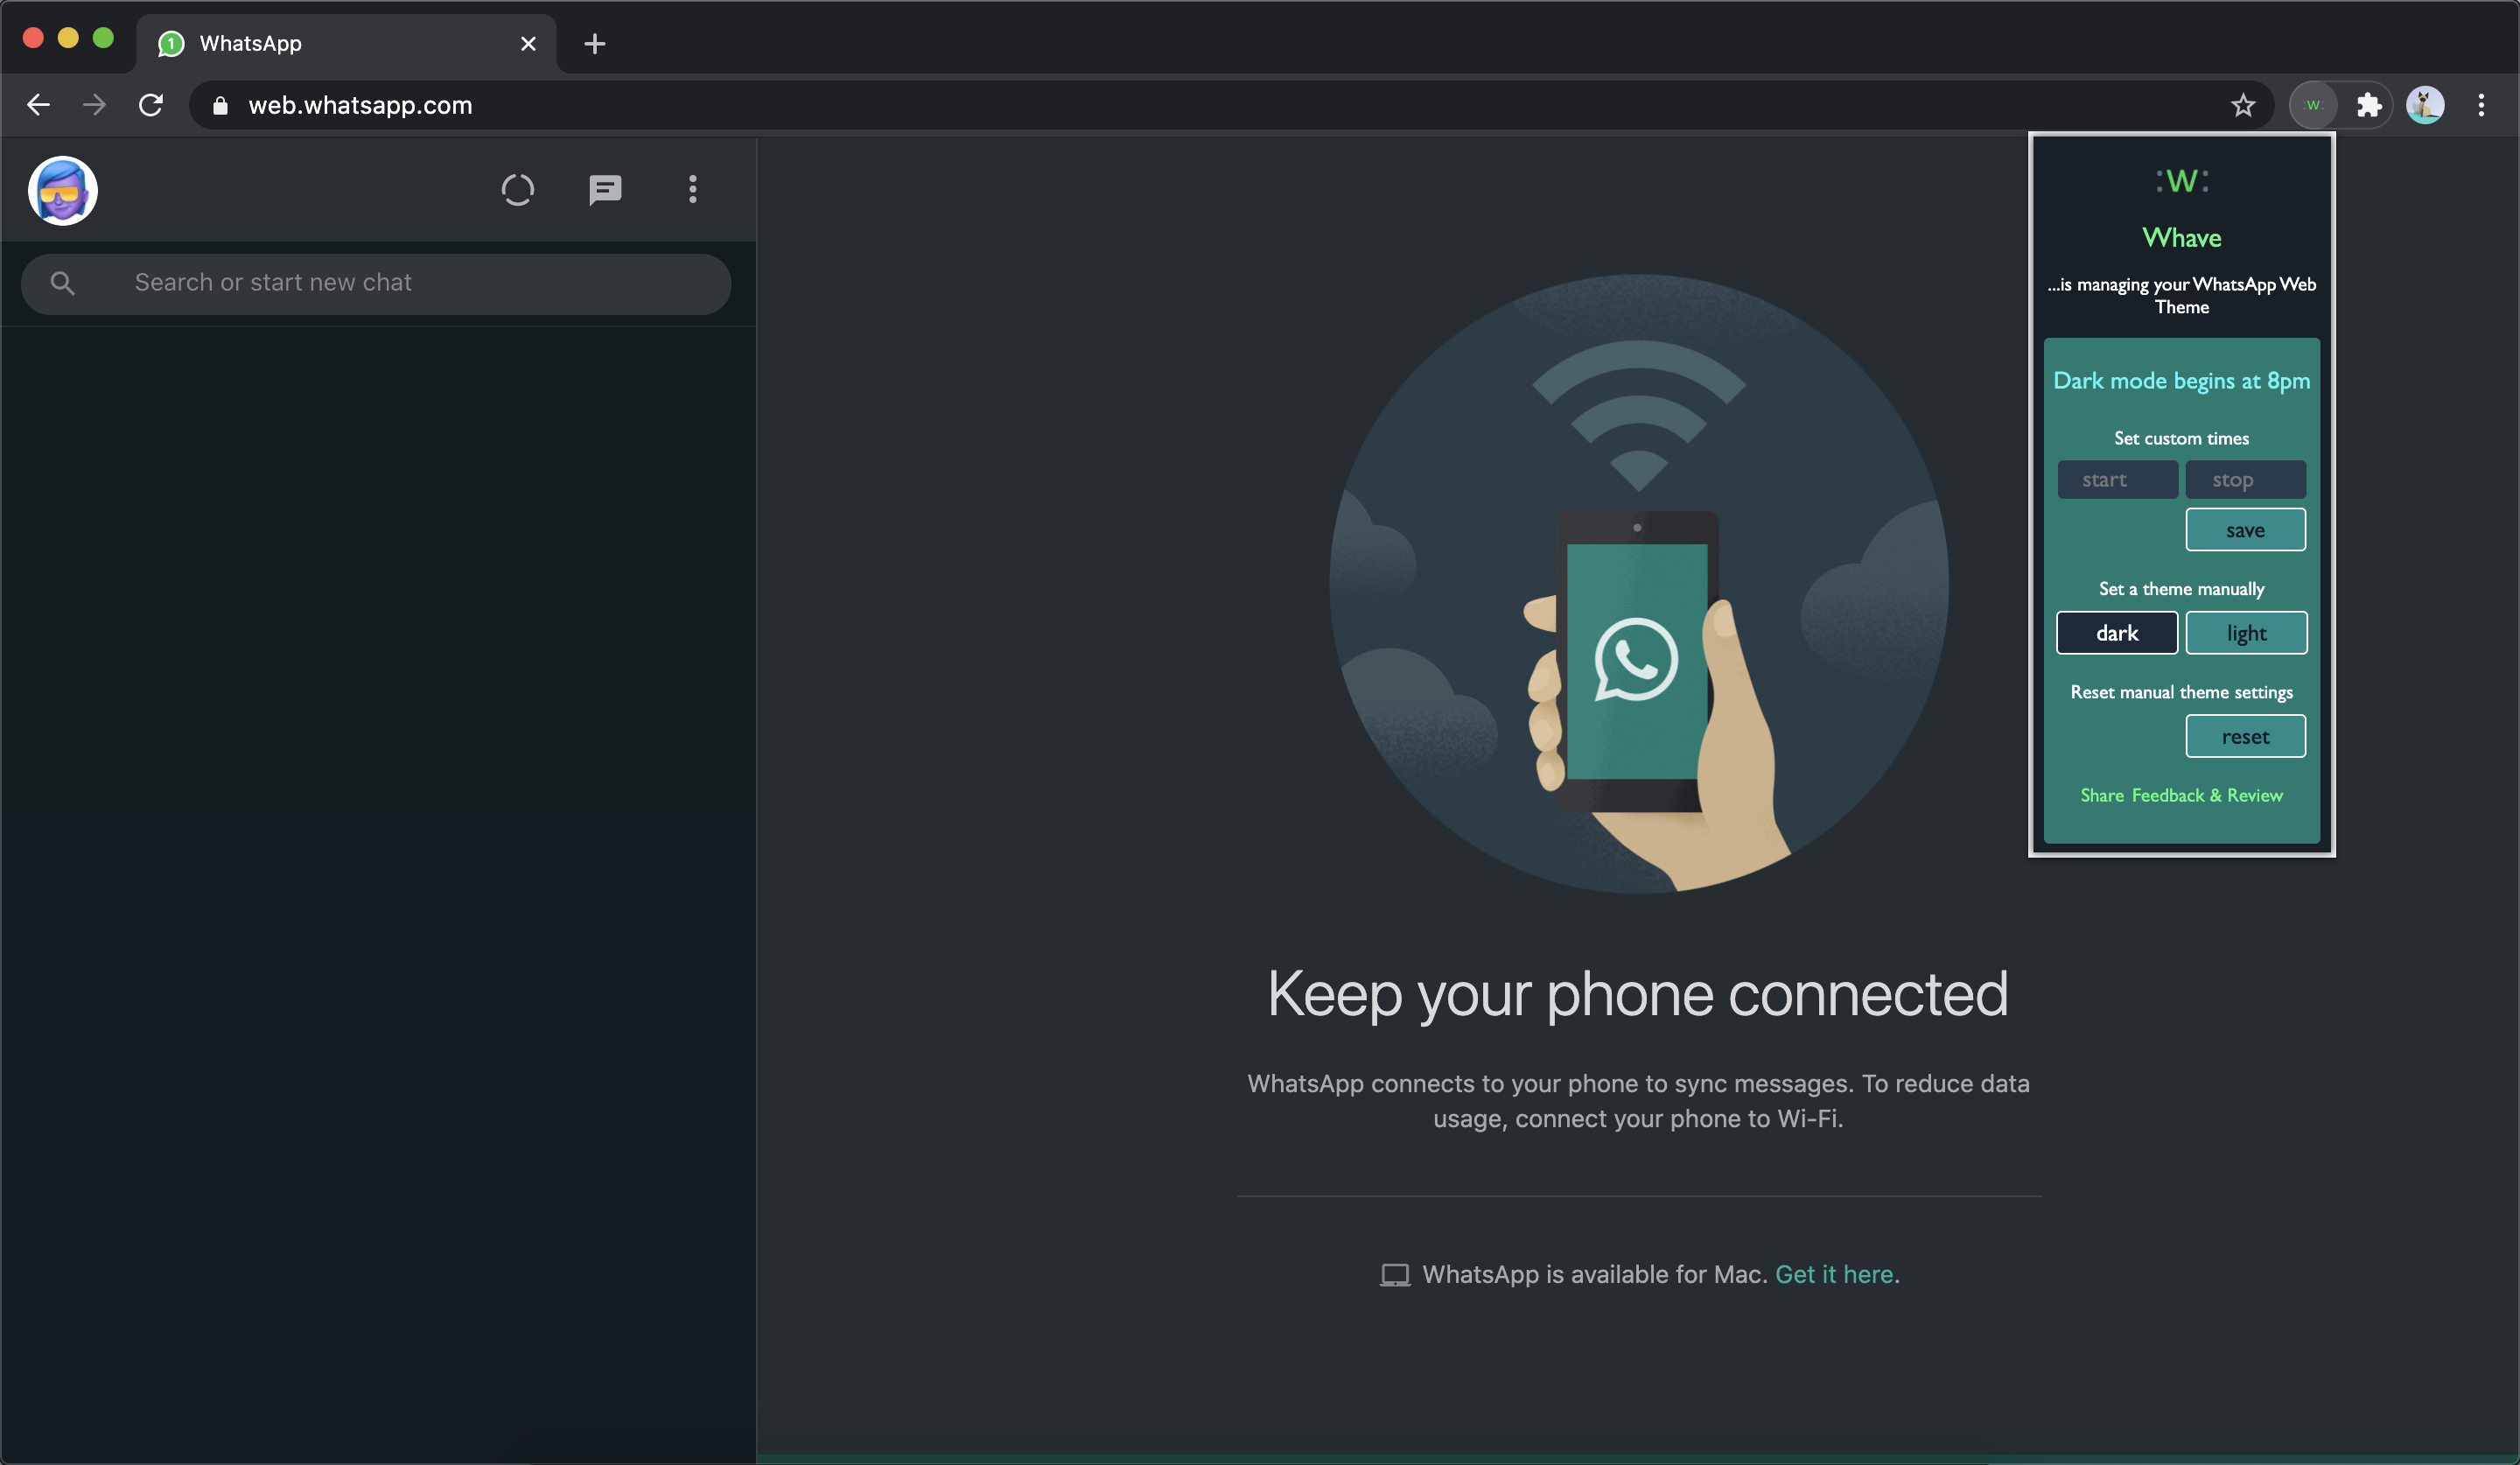 1
WhatsApp
web.whatsapp.com
:W:
Search or start new chat
:W:
Whave
...is managing your WhatsApp Web
Theme
Dark mode begins at 8pm
Set custom times
start stop
save
Set a theme manually
dark light
Reset manual theme settings
reset
Share Feedback & Review
Keep your phone connected
WhatsApp connects to your phone to sync messages. To reduce data
usage, connect your phone to Wi-Fi.
WhatsApp is available for Mac. Get it here.